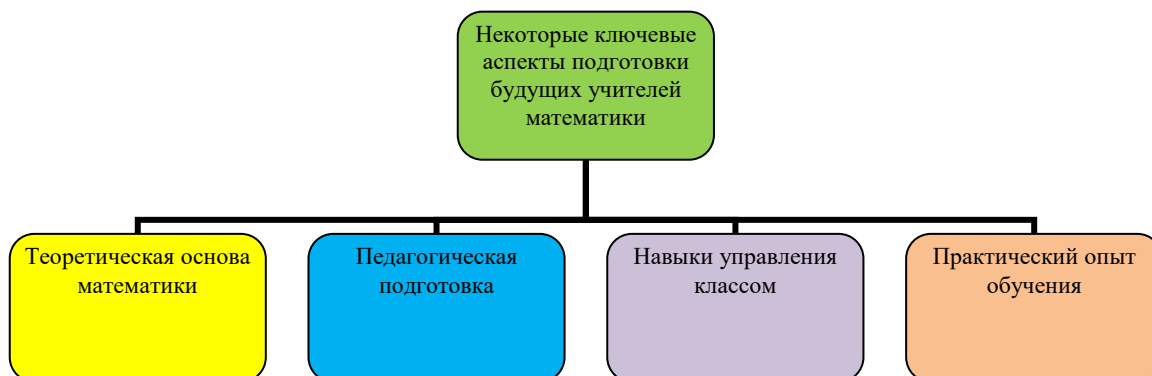 Некоторые ключевые
аспекты подготовки
будущих учителей
математики
Теоретическая основа
математики
Педагогическая
подготовка
Навыки управления
классом
Практический опыт
обучения